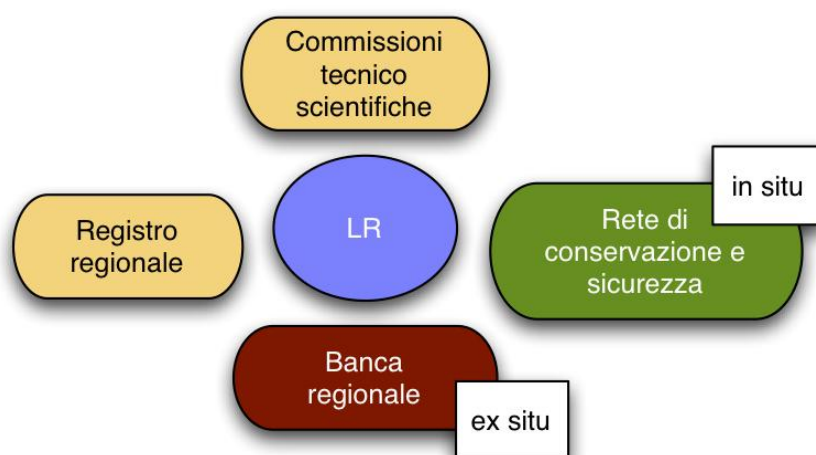 Commissioni
tecnico
scientifiche
in situ
LR
Registro
regionale
Rete di
conservazione e
sicurezza
Banca
regionale
ex situ